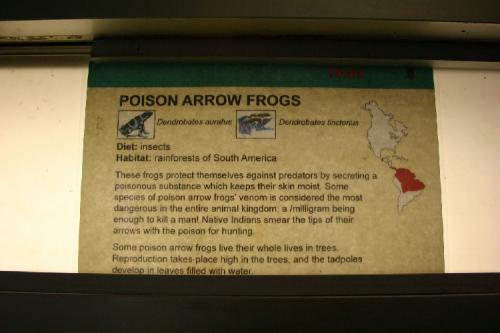 POISON ARROW FROGS
Dendrobates auratus
Dendrobates tinctorius
Diet: insects
Habitat: rainforests of South America
These frogs protect themselves against predators by secreting a
poisonous substance which keeps their skin moist. Some
species of poison arrow frogs' venom is considered the most
dangerous in the entire animal kingdom; a /milligram being
enough to kill a man! Native Indians smear the tips of their
arrows with the poison for hunting.
Some poison arrow frogs live their whole lives in trees.
Reproduction takes place high in the trees, and the tadpoles
develop in leaves filled with water.